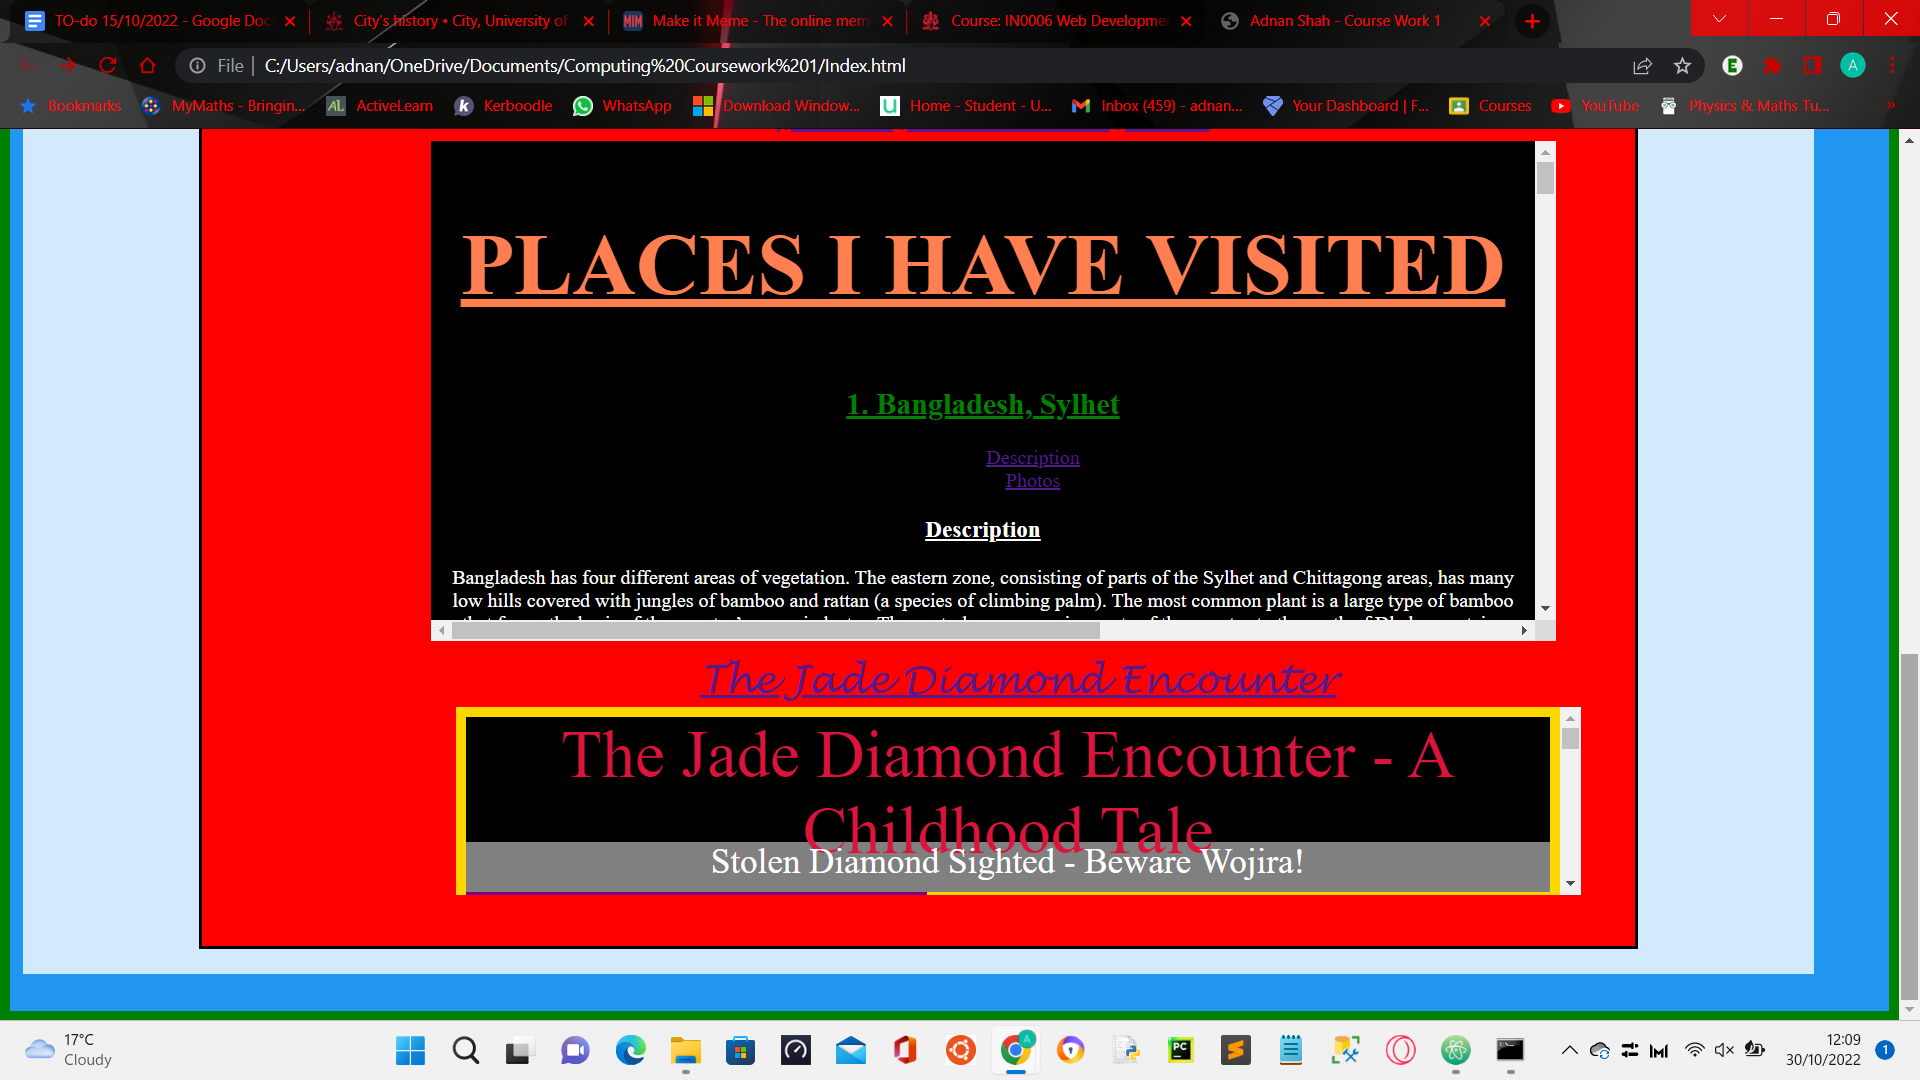 TO-do 15/10/2022 - Google Doc
City's history • City, University of
Make it Meme - The online mem
Course: IN0006 Web Developme
Adnan Shah - Course Work 1
File
C:/Users/adnan/OneDrive/Documents/Computing%20Coursework%201/Index.html
A
Bookmarks
MyMaths - Bringin...
ActiveLearn
Kerboodle
WhatsApp
Download Window...
Home - Student - U...
Inbox (459) - adnan...
Your Dashboard | F...
Courses
YouTube
Physics & Maths Tu...
PLACES I HAVE VISITED
1. Bangladesh, Sylhet
Description
Photos
Description
Bangladesh has four different areas of vegetation. The eastern zone, consisting of parts of the Sylhet and Chittagong areas, has many
low hills covered with jungles of bamboo and rattan (a species of climbing palm). The most common plant is a large type of bamboo
The Jade Diamond Encounter
The Jade Diamond Encounter - A
Childhood Tale
Stolen Diamond Sighted - Beware Wojira!
17°C
Cloudy
12:09
30/10/2022
1